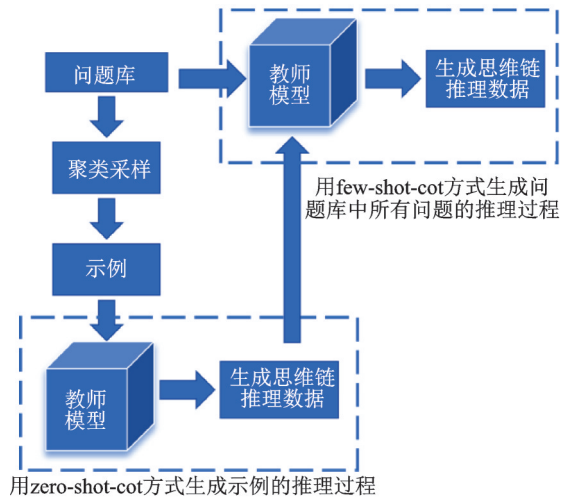 问题库
教师
模型
生成思维链
推理数据
用few-shot-cot方式生成问
题库中所有问题的推理过程
聚类采样
示例
教师
模型
生成思维链
推理数据
用zero-shot-cot方式生成示例的推理过程